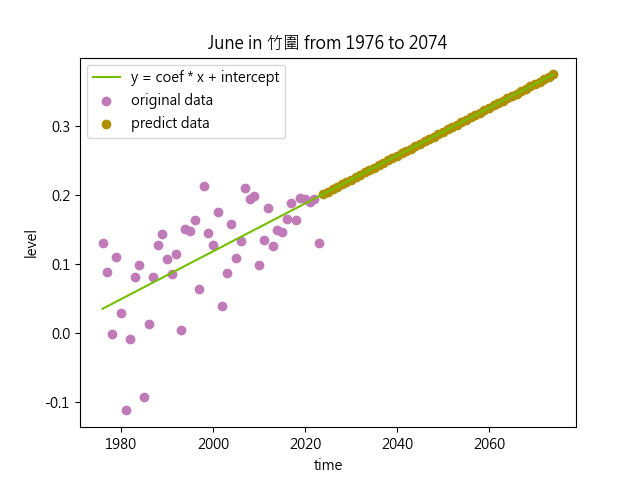 June in 竹圍 from 1976 to 2074
y = coef * x + intercept
original data
predict data
level
0.3
0.2
0.1
0.0
-0.1
1980 2000 2020 2040 2060
time